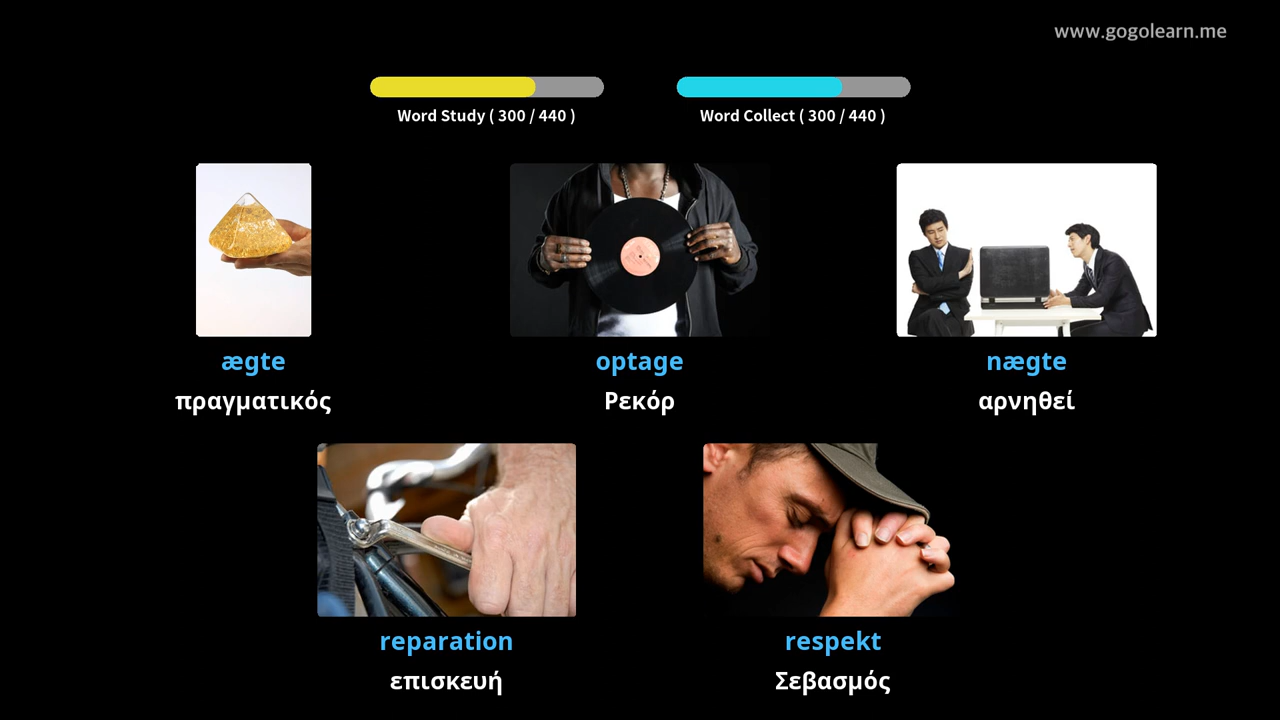 www.gogolearn.me
Word Study ( 300 / 440 )
Word Collect ( 300 / 440 )
ægte
πραγματικός
optage
Ρεκόρ
nægte
αρνηθεί
reparation
επισκευή
respekt
Σεβασμός